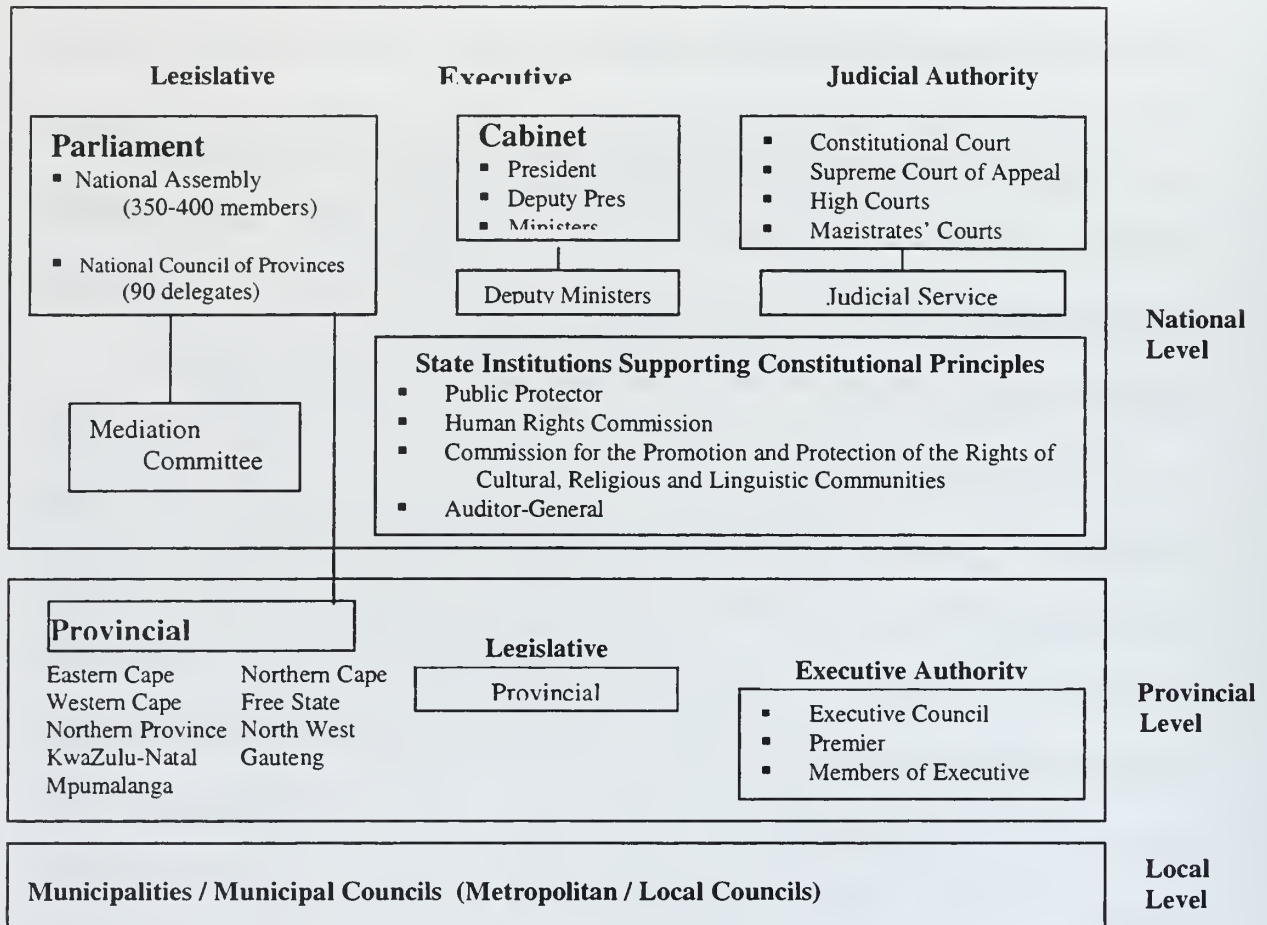 Legislative
Executive
Judicial Authority
Parliament
▪ National Assembly
(350-400 members)
▪ National Council of Provinces
(90 delegates)
Cabinet
▪ President
▪ Deputy Pres
▪ Ministers
▪ Constitutional Court
▪ Supreme Court of Appeal
▪ High Courts
▪ Magistrates' Courts
Deputy Ministers
Judicial Service
Mediation
Committee
State Institutions Supporting Constitutional Principles
▪ Public Protector
▪ Human Rights Commission
▪ Commission for the Promotion and Protection of the Rights of
Cultural, Religious and Linguistic Communities
▪ Auditor-General
National
Level
Provincial
Eastern Cape Northern Cape
Western Cape Free State
Northern Province North West
KwaZulu-Natal Gauteng
Mpumalanga
Legislative
Provincial
Executive Authority
▪ Executive Council
▪ Premier
▪ Members of Executive
Provincial
Level
Municipalities / Municipal Councils (Metropolitan / Local Councils)
Local
Level